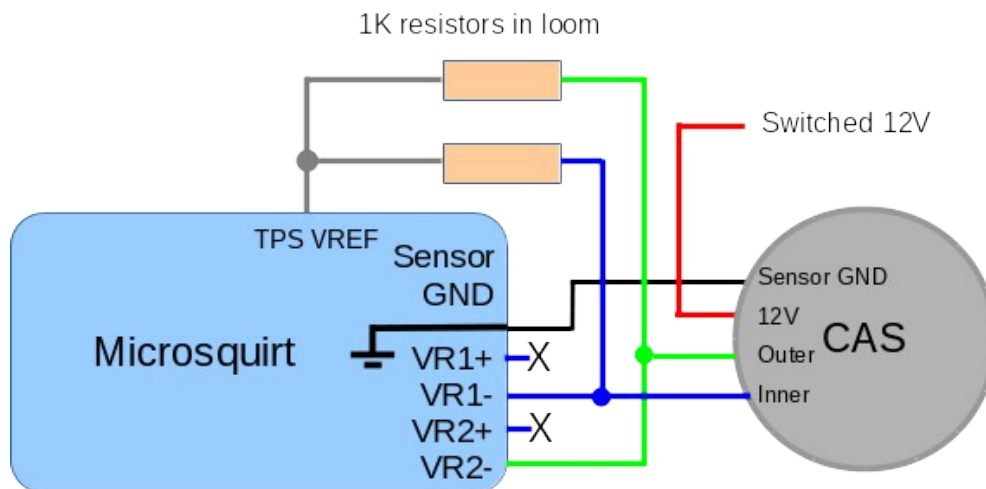 1K resistors in loom
Switched 12V
TPS VREF
Sensor
GND
Microsquirt
VR1+
X
VR1-
VR2+
X
VR2-
Sensor GND
12V
Outer
Inner
CAS